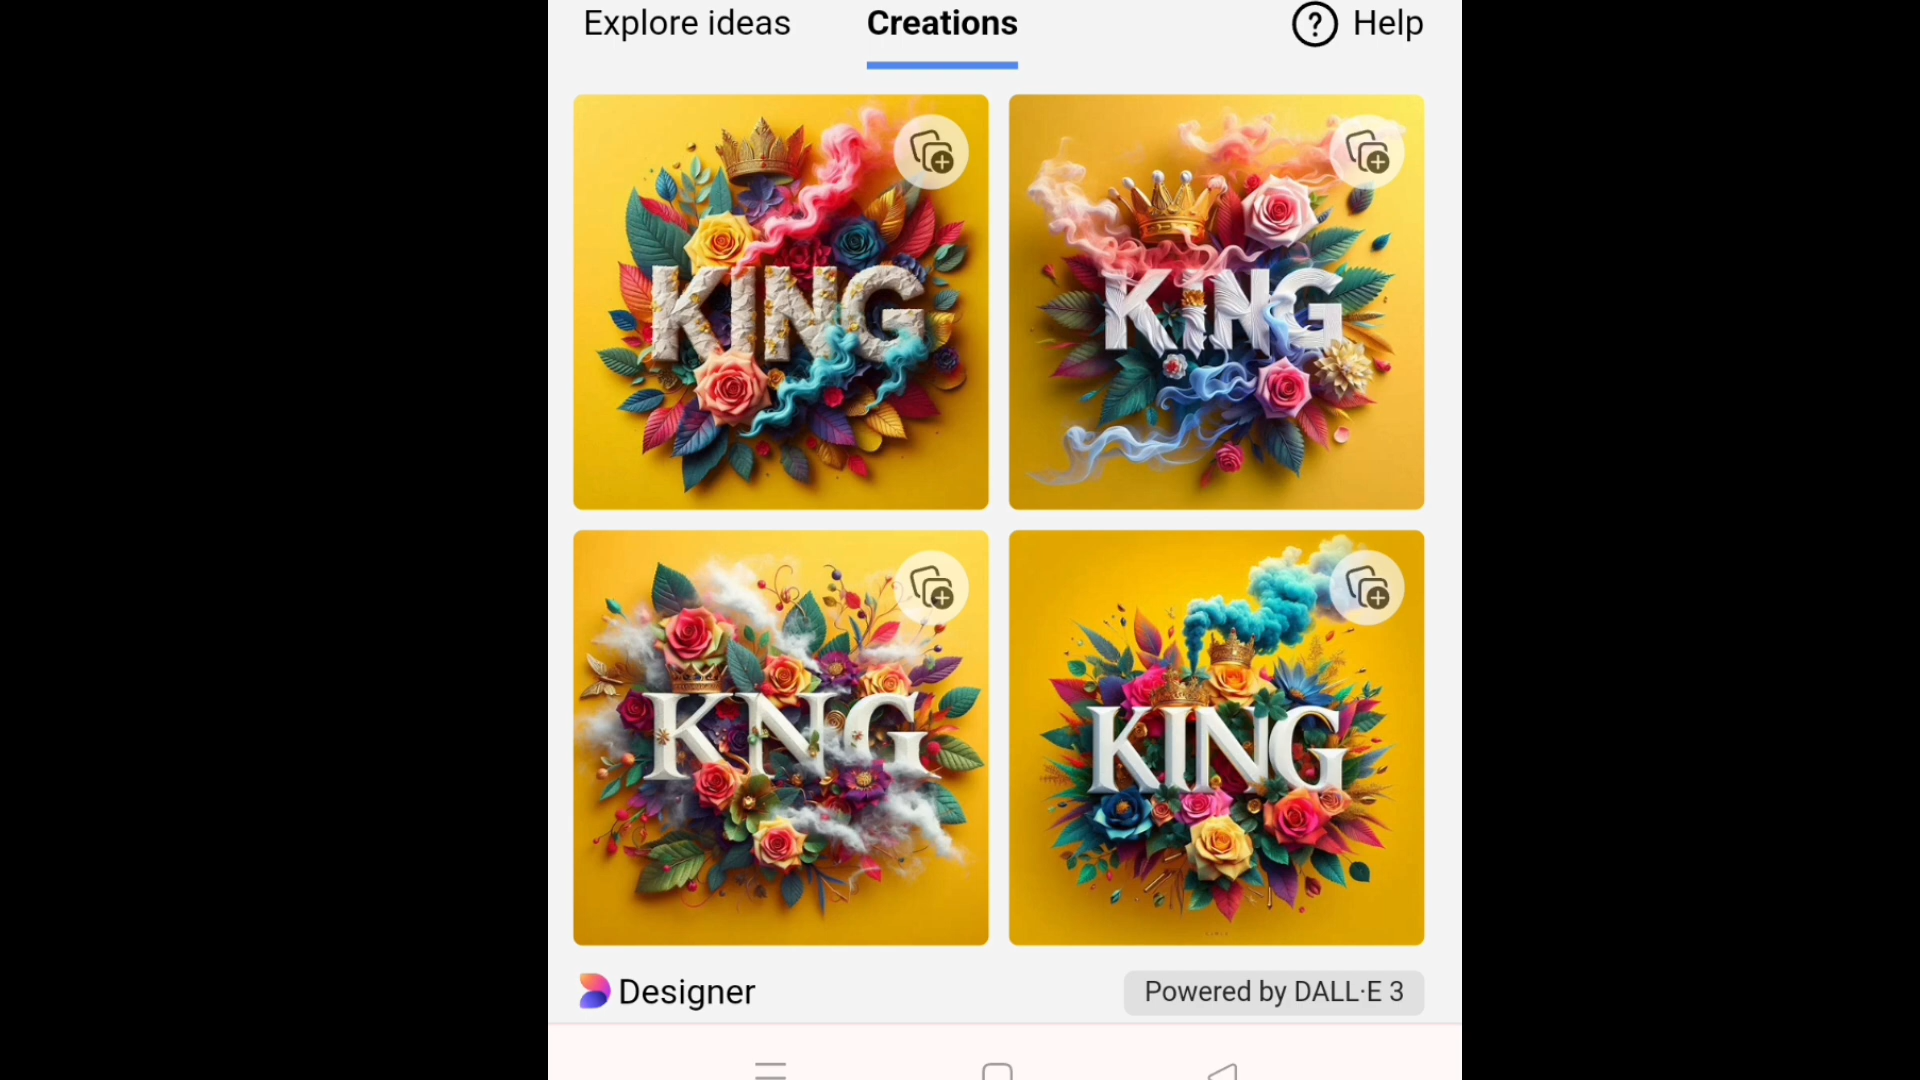 Explore ideas
Creations
? Help
KING
KING
KNG
KING
Designer
Powered by DALL·E 3